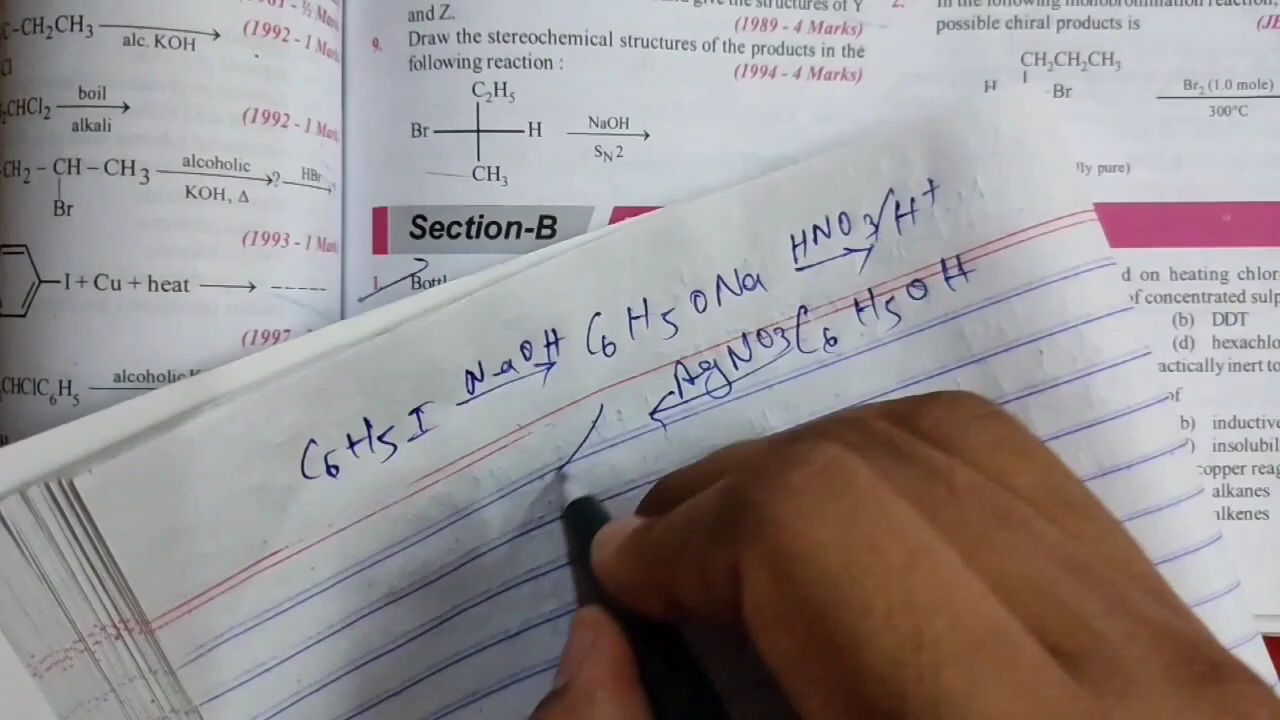 C-CH2CH3 alc. KOH (1992 - 1
CHCl2 boil alkali (1992 - 1
CH2 – CH – CH3 alcoholic KOH, Δ ? HBr
Br
(1993 - 1
I + Cu + heat -----
(1997
CHClC6H5 alcoholic
and Z. (1989 - 4 Marks)
9. Draw the stereochemical structures of the products in the
following reaction : (1994 - 4 Marks)
C2H5
Br H NaOH SN2
CH3
Section-B
1.
2.
possible chiral products is
CH2CH2CH3
H Br Br2 (1.0 mole) 300°C
lly pure)
d on heating chlor
of concentrated sulp
(b) DDT
(d) hexachlo
actically inert to
of
b) inductive
) insolubil
copper reag
alkanes
lkenes
C6H5I NaOH C6H5ONa HNO3/H+
AgNO3 C6H5OH